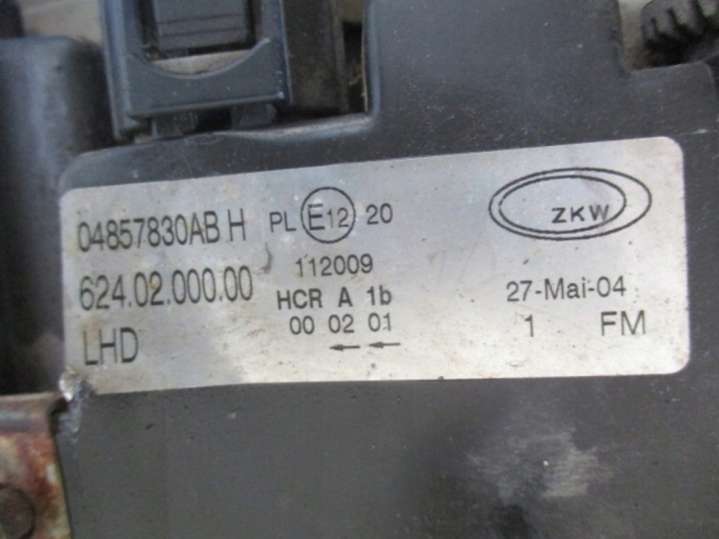 04857830AB H
624.02.000.00
LHD
PL E12 20
112009
HCR A 1b
00 02 01
←←
ZKW
27-Mai-04
1 FM